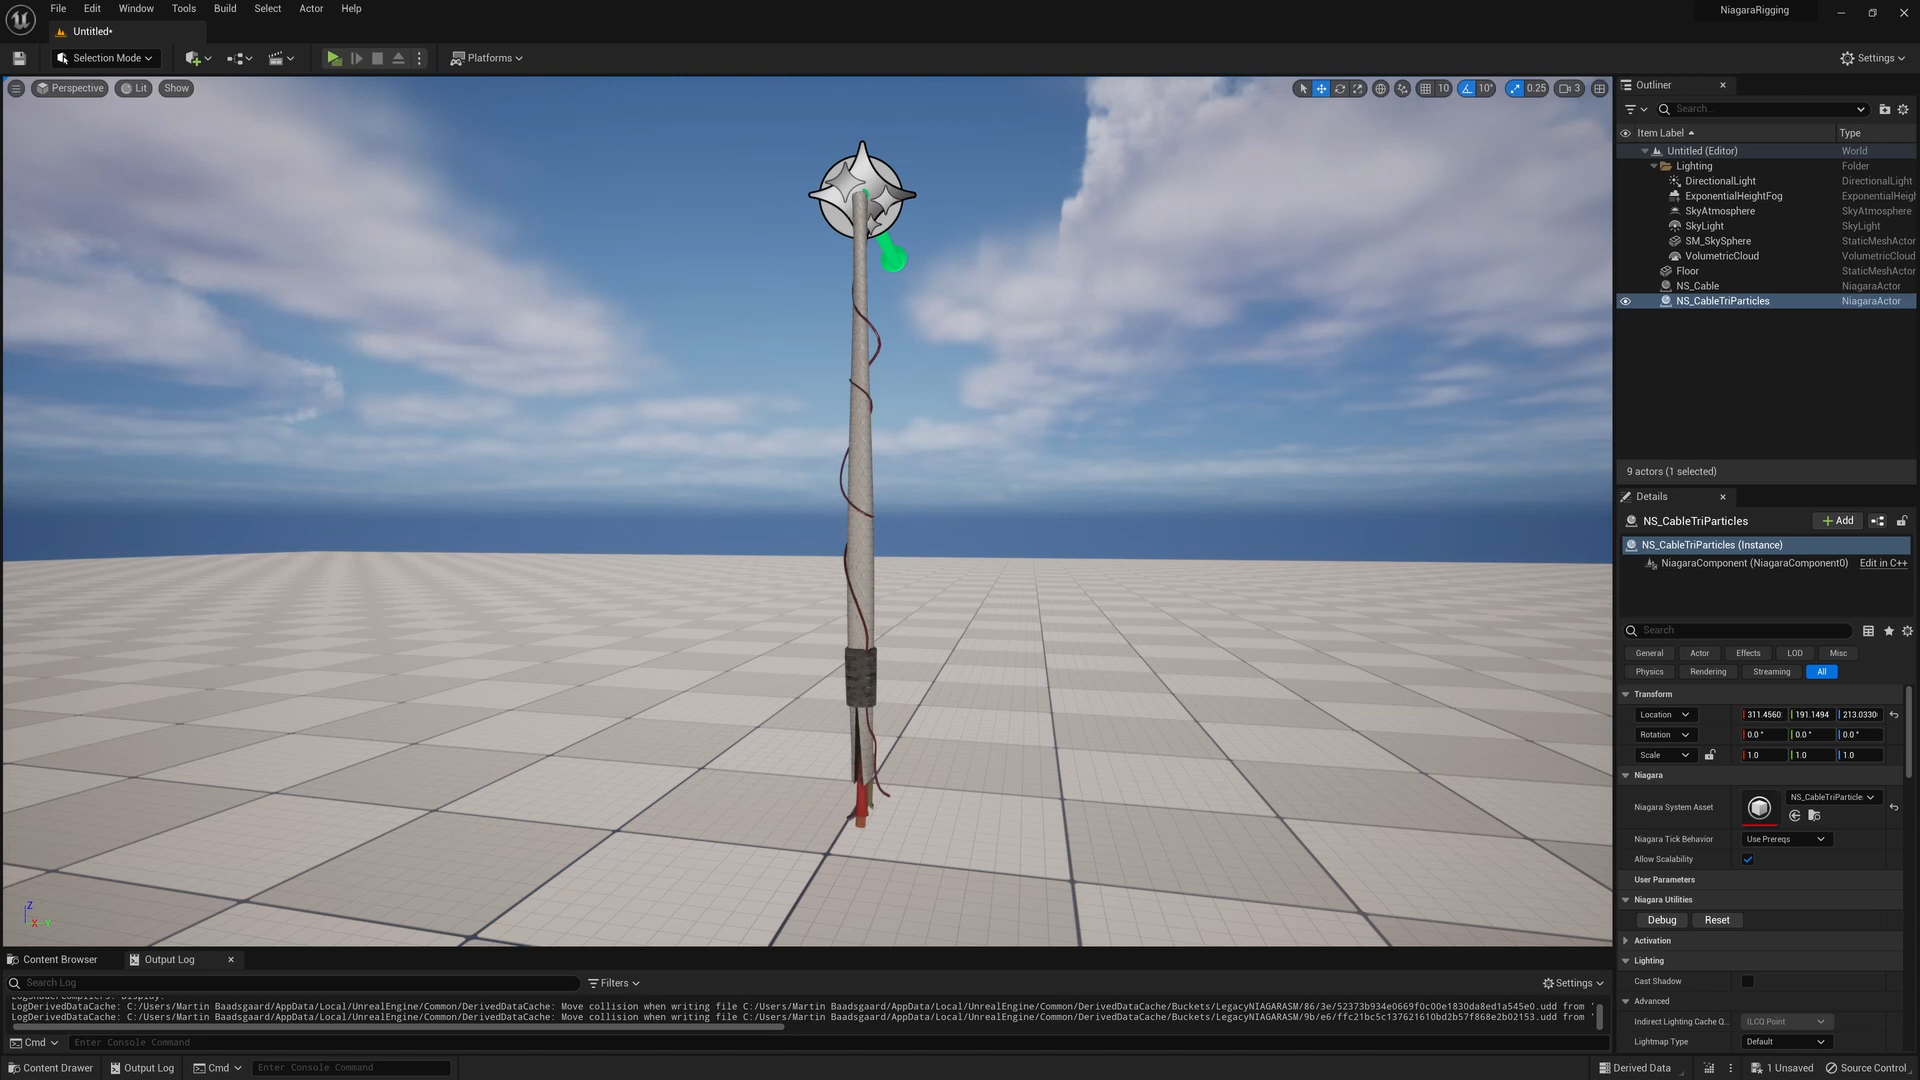 File Edit Window Tools Build Select Actor Help
NiagaraRigging
Untitled*
Selection Mode
Platforms
Settings
Perspective Lit Show
10 10° 0.25 3
Outliner
Search...
Item Label Type
Untitled (Editor) World
Lighting Folder
DirectionalLight DirectionalLight
ExponentialHeightFog ExponentialHeigh
SkyAtmosphere SkyAtmosphere
SkyLight SkyLight
SM_SkySphere StaticMeshActor
VolumetricCloud VolumetricCloud
Floor StaticMeshActor
NS_Cable NiagaraActor
NS_CableTriParticles NiagaraActor
9 actors (1 selected)
Details
NS_CableTriParticles
Add
NS_CableTriParticles (Instance)
NiagaraComponent (NiagaraComponent0) Edit in C++
Search
General Actor Effects LOD Misc
Physics Rendering Streaming All
Transform
Location 311.4560 191.1494 213.0330
Rotation 0.0° 0.0° 0.0°
Scale 1.0 1.0 1.0
Niagara
Niagara System Asset NS_CableTriParticle
Niagara Tick Behavior Use Prereqs
Allow Scalability
User Parameters
Niagara Utilities
Debug Reset
Activation
Lighting
Cast Shadow
Advanced
Indirect Lighting Cache Q... ILCQ Point
Lightmap Type Default
Z
X Y
Content Browser Output Log
Search Log Filters Settings
LogShaderCompilers: Display:
LogDerivedDataCache: C:/Users/Martin Baadsgaard/AppData/Local/UnrealEngine/Common/DerivedDataCache: Move collision when writing file C:/Users/Martin Baadsgaard/AppData/Local/UnrealEngine/Common/DerivedDataCache/Buckets/LegacyNIAGARASM/86/3e/52373b934e0669f0c00e1830da8ed1a545e0.udd from '
LogDerivedDataCache: C:/Users/Martin Baadsgaard/AppData/Local/UnrealEngine/Common/DerivedDataCache: Move collision when writing file C:/Users/Martin Baadsgaard/AppData/Local/UnrealEngine/Common/DerivedDataCache/Buckets/LegacyNIAGARASM/9b/e6/ffc21bc5c137621610bd2b57f868e2b02153.udd from '
Cmd Enter Console Command
Content Drawer Output Log Cmd Enter Console Command
Derived Data 1 Unsaved Source Control